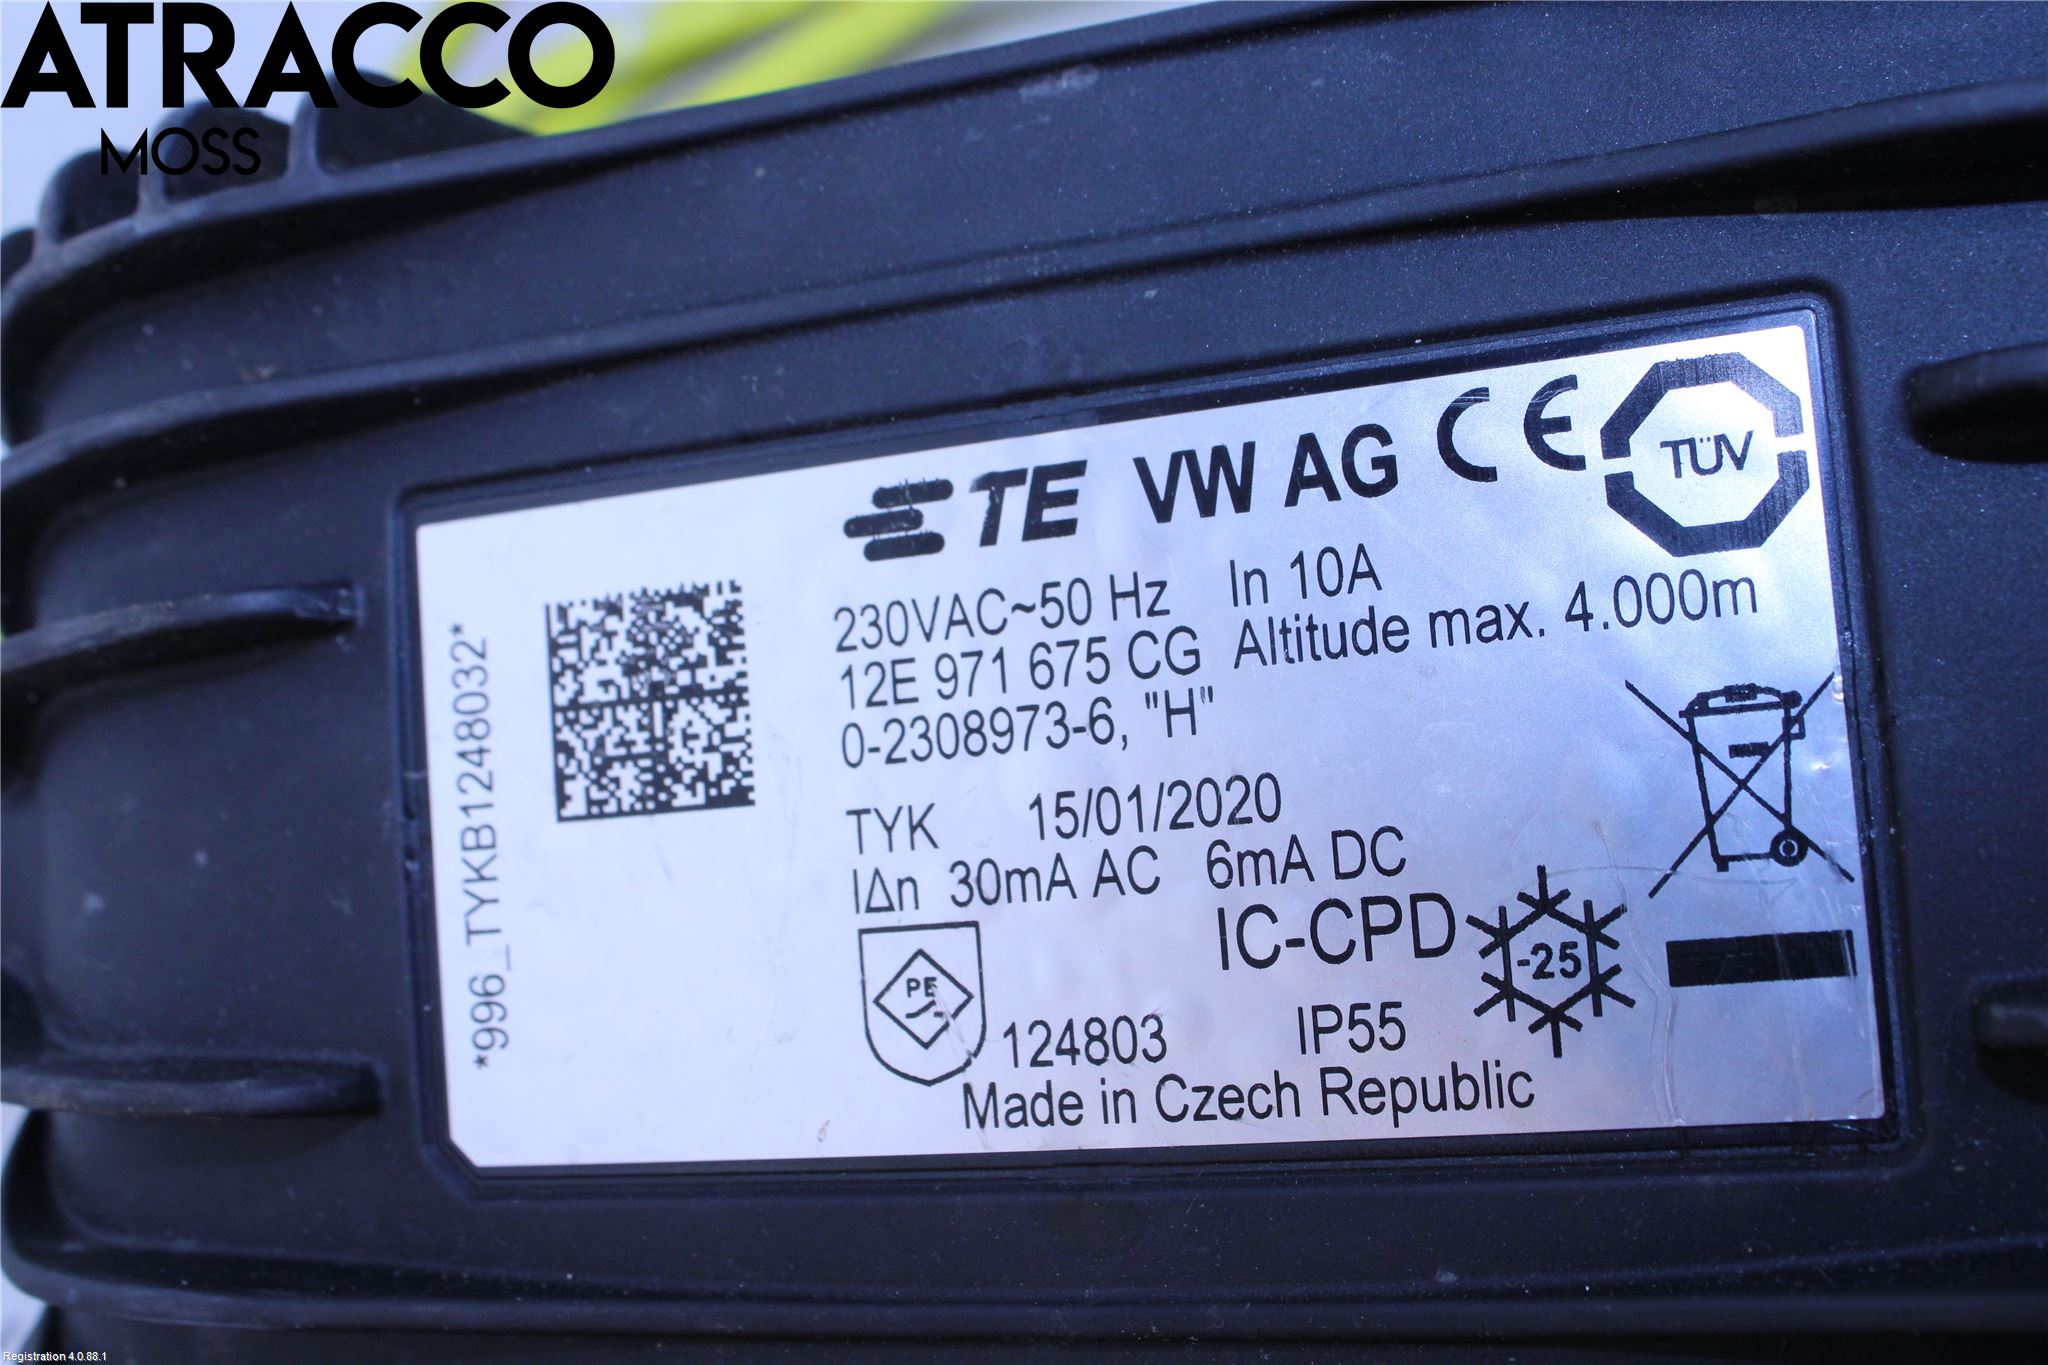 ATRACCO
MOSS
TE VW AG CE TÜV
230VAC~50 Hz In 10A
12E 971 675 CG Altitude max. 4.000m
0-2308973-6, "H"
TYK 15/01/2020
IΔn 30mA AC 6mA DC
IC-CPD -25
PE
124803 IP55
Made in Czech Republic
*996_TYKB1248032*
Registration 4.0.88.1